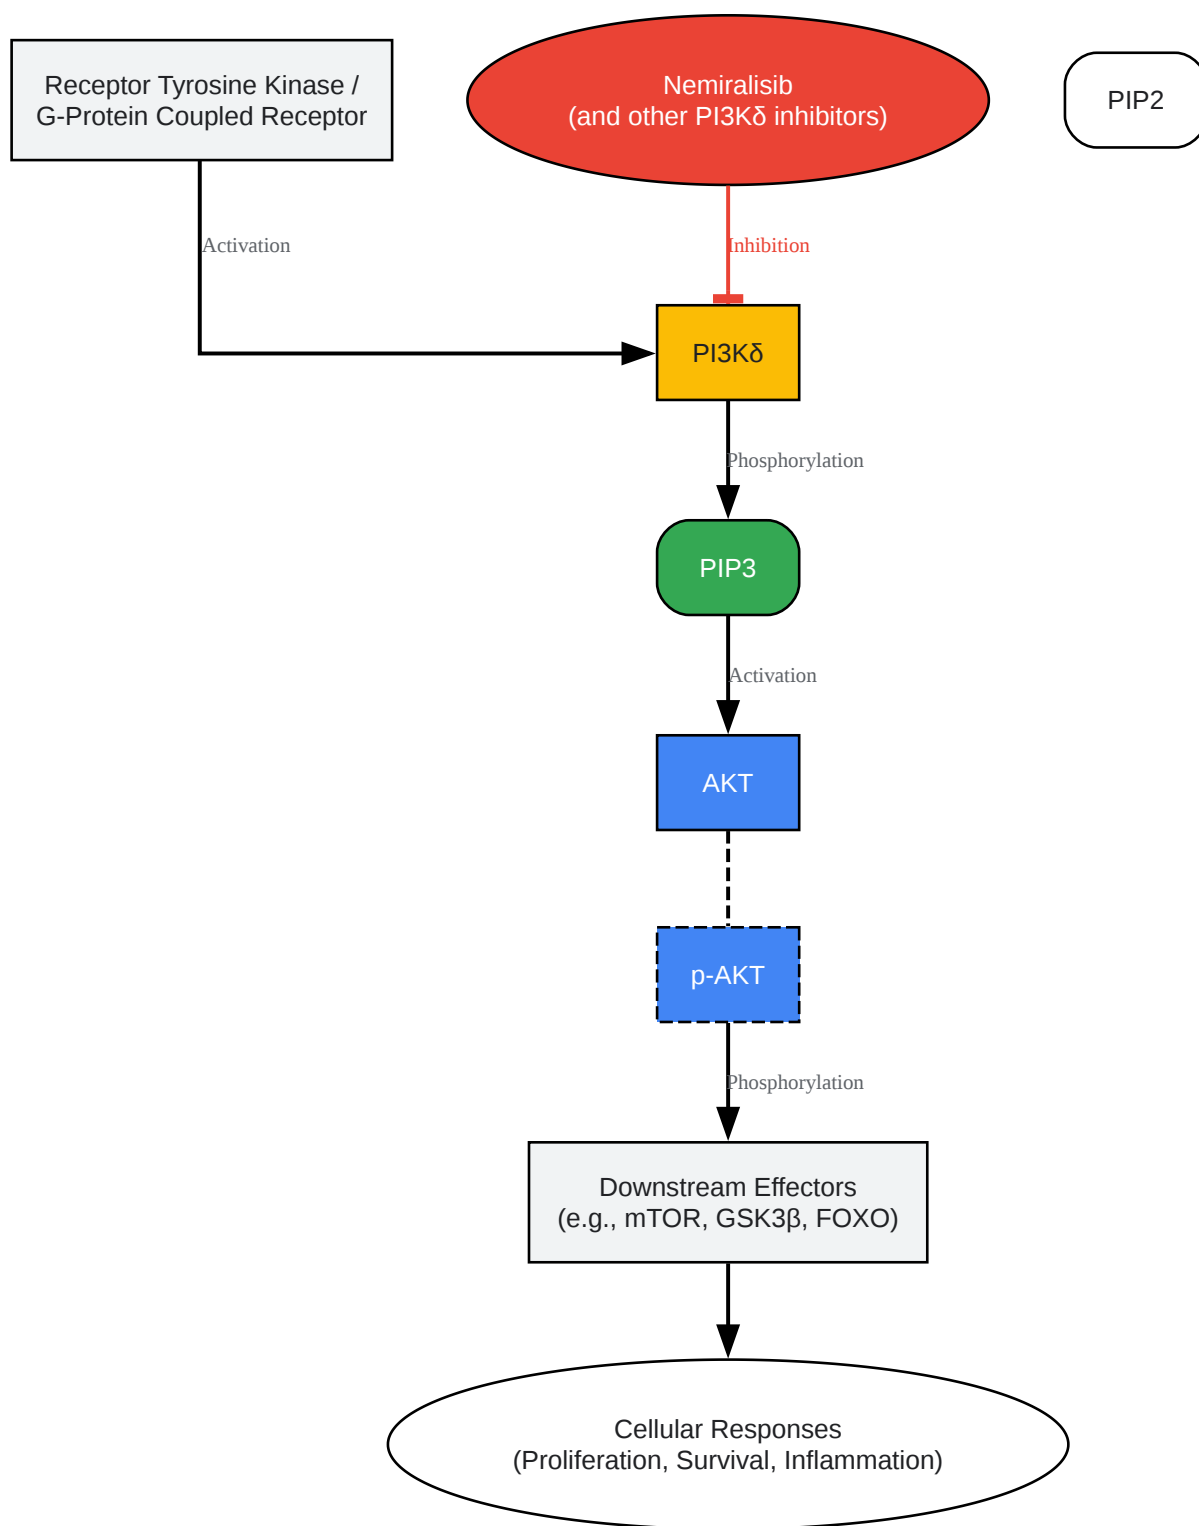 Receptor Tyrosine Kinase /
G-Protein Coupled Receptor
Nemiralisib
(and other PI3Kδ inhibitors)
PIP2
Activation
Inhibition
PI3Kδ
Phosphorylation
PIP3
Activation
AKT
p-AKT
Phosphorylation
Downstream Effectors
(e.g., mTOR, GSK3β, FOXO)
Cellular Responses
(Proliferation, Survival, Inflammation)